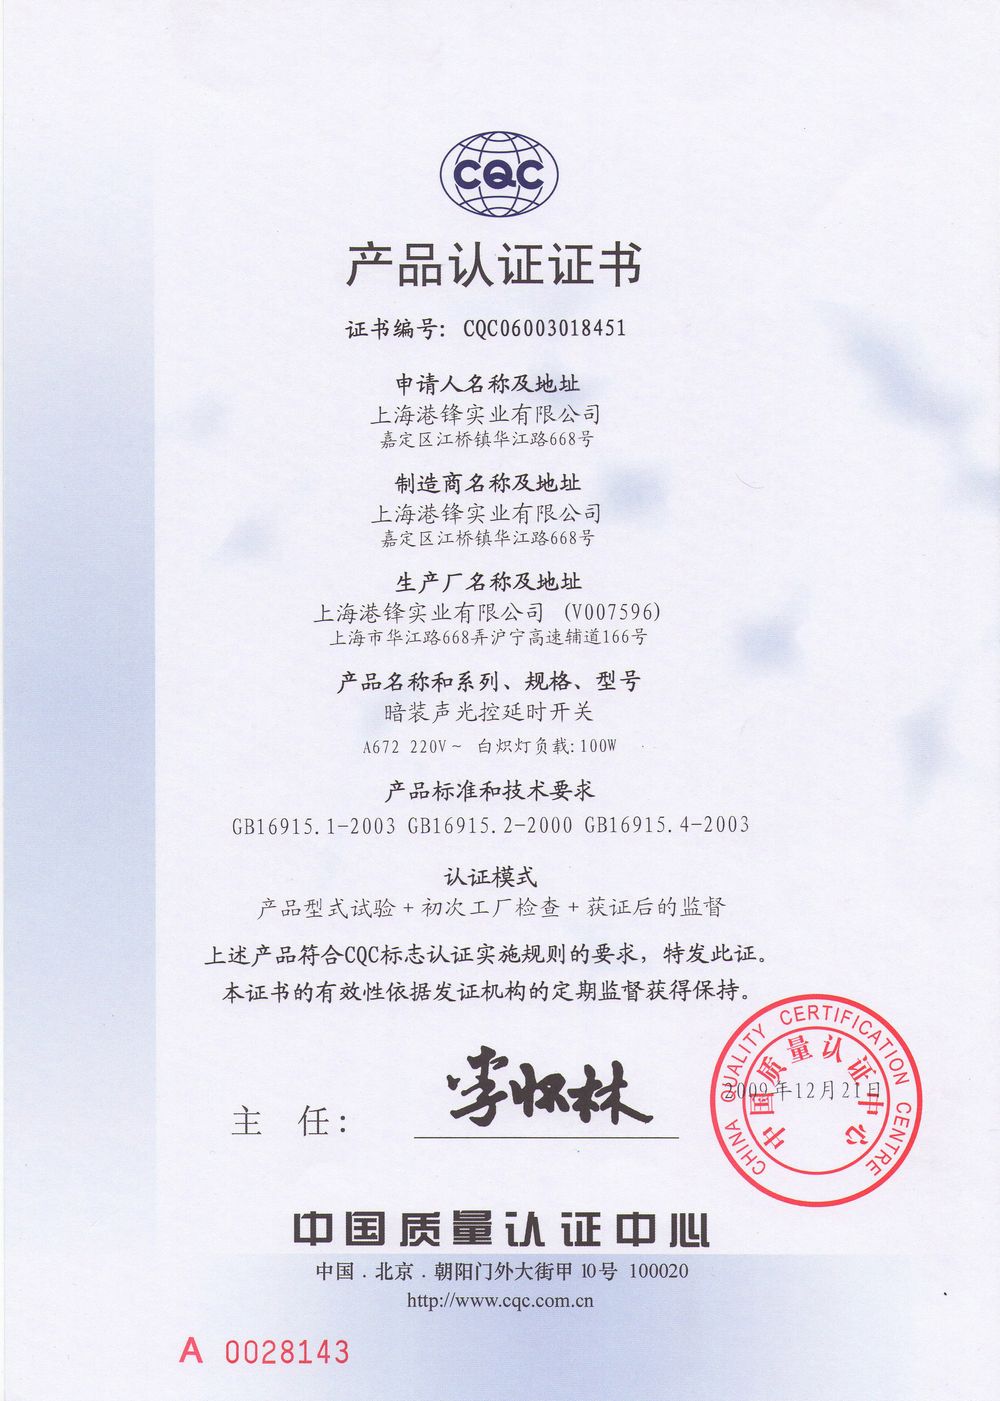 CQC
产品认证证书
证书编号: CQC06003018451
申请人名称及地址
上海港锋实业有限公司
嘉定区江桥镇华江路668号
制造商名称及地址
上海港锋实业有限公司
嘉定区江桥镇华江路668号
生产厂名称及地址
上海港锋实业有限公司 (V007596)
上海市华江路668弄沪宁高速辅道166号
产品名称和系列、规格、型号
暗装声光控延时开关
A672 220V~ 白炽灯负载:100W
产品标准和技术要求
GB16915.1-2003 GB16915.2-2000 GB16915.4-2003
认证模式
产品型式试验+初次工厂检查+获证后的监督
上述产品符合CQC标志认证实施规则的要求，特发此证。
本证书的有效性依据发证机构的定期监督获得保持。
主 任:
李怀林
CHINA QUALITY CERTIFICATION CENTRE
中国质量认证中心
2009年12月21日
中国质量认证中心
中国.北京.朝阳门外大街甲10号 100020
http://www.cqc.com.cn
A 0028143